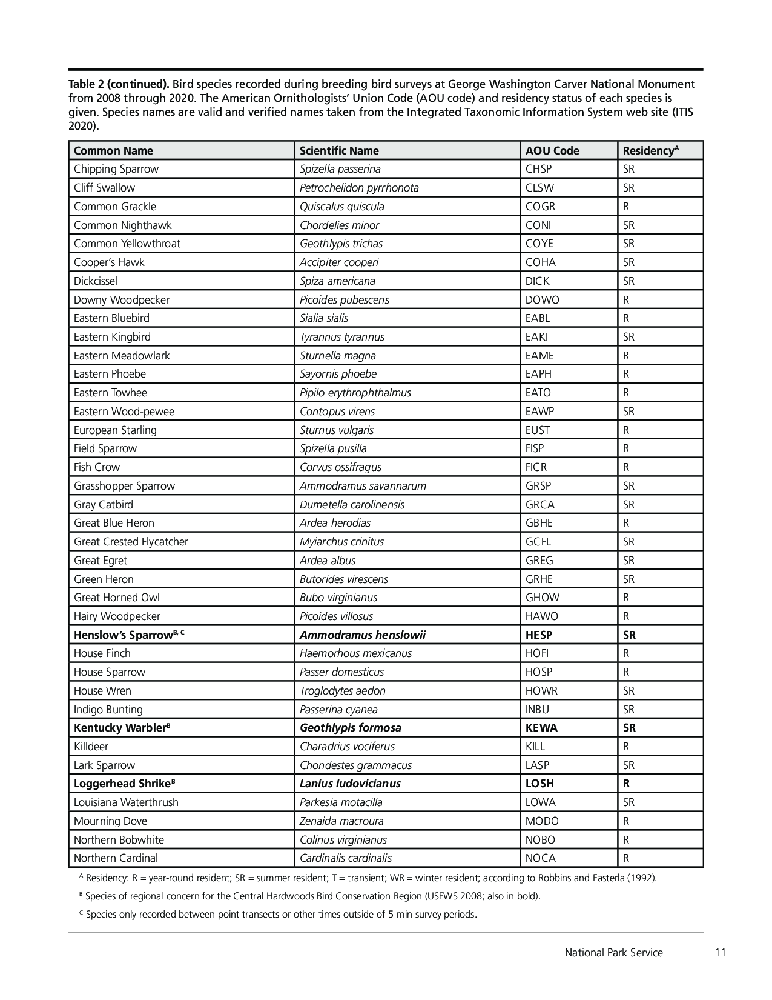 Table 2 (continued). Bird species recorded during breeding bird surveys at George Washington Carver National Monument
from 2008 through 2020. The American Ornithologists’ Union Code (AOU code) and residency status of each species is
given. Species names are valid and verified names taken from the Integrated Taxonomic Information System web site (ITIS
2020).
Common Name Scientific Name AOU Code Residency^A
Chipping Sparrow Spizella passerina CHSP SR
Cliff Swallow Petrochelidon pyrrhonota CLSW SR
Common Grackle Quiscalus quiscula COGR R
Common Nighthawk Chordelies minor CONI SR
Common Yellowthroat Geothlypis trichas COYE SR
Cooper’s Hawk Accipiter cooperi COHA SR
Dickcissel Spiza americana DICK SR
Downy Woodpecker Picoides pubescens DOWO R
Eastern Bluebird Sialia sialis EABL R
Eastern Kingbird Tyrannus tyrannus EAKI SR
Eastern Meadowlark Sturnella magna EAME R
Eastern Phoebe Sayornis phoebe EAPH R
Eastern Towhee Pipilo erythrophthalmus EATO R
Eastern Wood-pewee Contopus virens EAWP SR
European Starling Sturnus vulgaris EUST R
Field Sparrow Spizella pusilla FISP R
Fish Crow Corvus ossifragus FICR R
Grasshopper Sparrow Ammodramus savannarum GRSP SR
Gray Catbird Dumetella carolinensis GRCA SR
Great Blue Heron Ardea herodias GBHE R
Great Crested Flycatcher Myiarchus crinitus GCFL SR
Great Egret Ardea albus GREG SR
Green Heron Butorides virescens GRHE SR
Great Horned Owl Bubo virginianus GHOW R
Hairy Woodpecker Picoides villosus HAWO R
Henslow’s Sparrow^B, C Ammodramus henslowii HESP SR
House Finch Haemorhous mexicanus HOFI R
House Sparrow Passer domesticus HOSP R
House Wren Troglodytes aedon HOWR SR
Indigo Bunting Passerina cyanea INBU SR
Kentucky Warbler^B Geothlypis formosa KEWA SR
Killdeer Charadrius vociferus KILL R
Lark Sparrow Chondestes grammacus LASP SR
Loggerhead Shrike^B Lanius ludovicianus LOSH R
Louisiana Waterthrush Parkesia motacilla LOWA SR
Mourning Dove Zenaida macroura MODO R
Northern Bobwhite Colinus virginianus NOBO R
Northern Cardinal Cardinalis cardinalis NOCA R
^A Residency: R = year-round resident; SR = summer resident; T = transient; WR = winter resident; according to Robbins and Easterla (1992).
^B Species of regional concern for the Central Hardwoods Bird Conservation Region (USFWS 2008; also in bold).
^C Species only recorded between point transects or other times outside of 5-min survey periods.
National Park Service 11